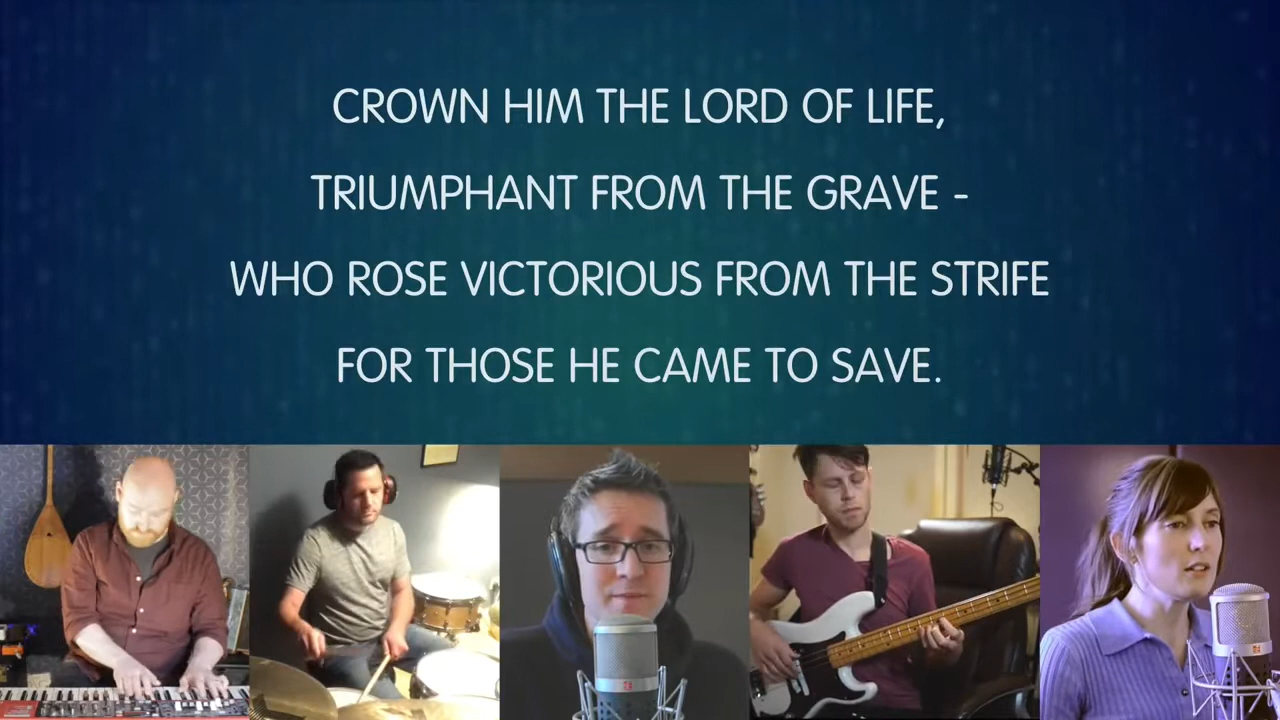 CROWN HIM THE LORD OF LIFE,
TRIUMPHANT FROM THE GRAVE -
WHO ROSE VICTORIOUS FROM THE STRIFE
FOR THOSE HE CAME TO SAVE.